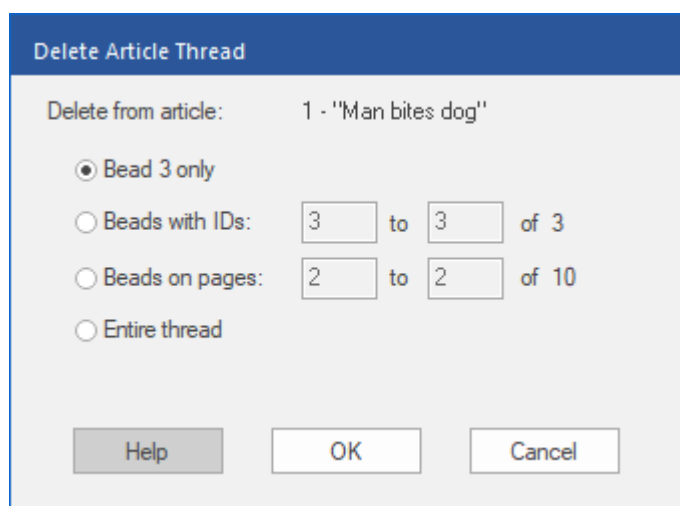 Delete Article Thread
Delete from article: 1 - "Man bites dog"
Bead 3 only
Beads with IDs: 3 to 3 of 3
Beads on pages: 2 to 2 of 10
Entire thread
Help OK Cancel